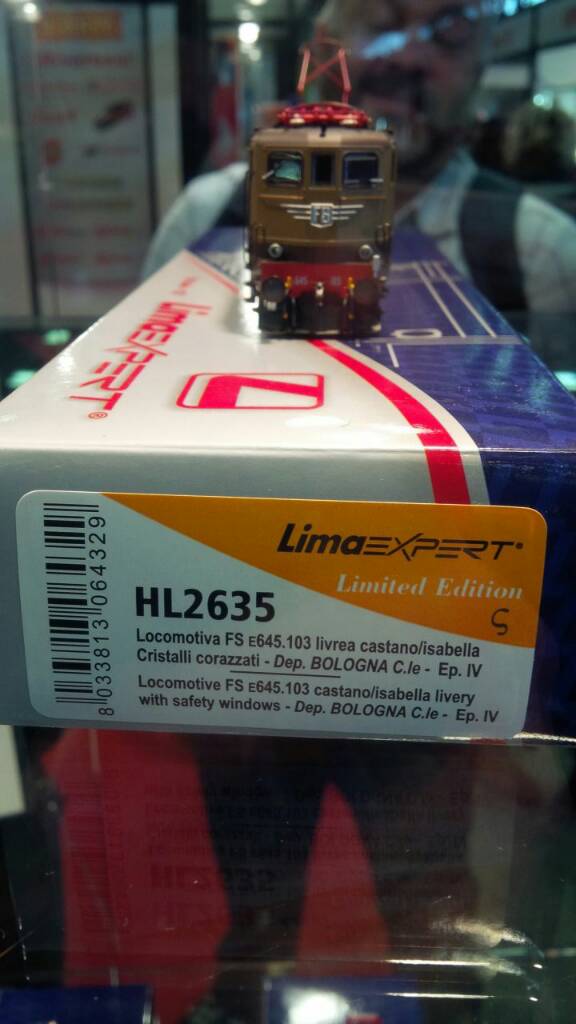 FS
645
LimaEXPERT®
LimaEXPERT
Limited Edition
HL2635
Locomotiva FS E645.103 livrea castano/isabella
Cristalli corazzati - Dep. BOLOGNA C.le - Ep. IV
Locomotive FS E645.103 castano/isabella livery
with safety windows - Dep. BOLOGNA C.le - Ep. IV
8 033813 064329
HL2635